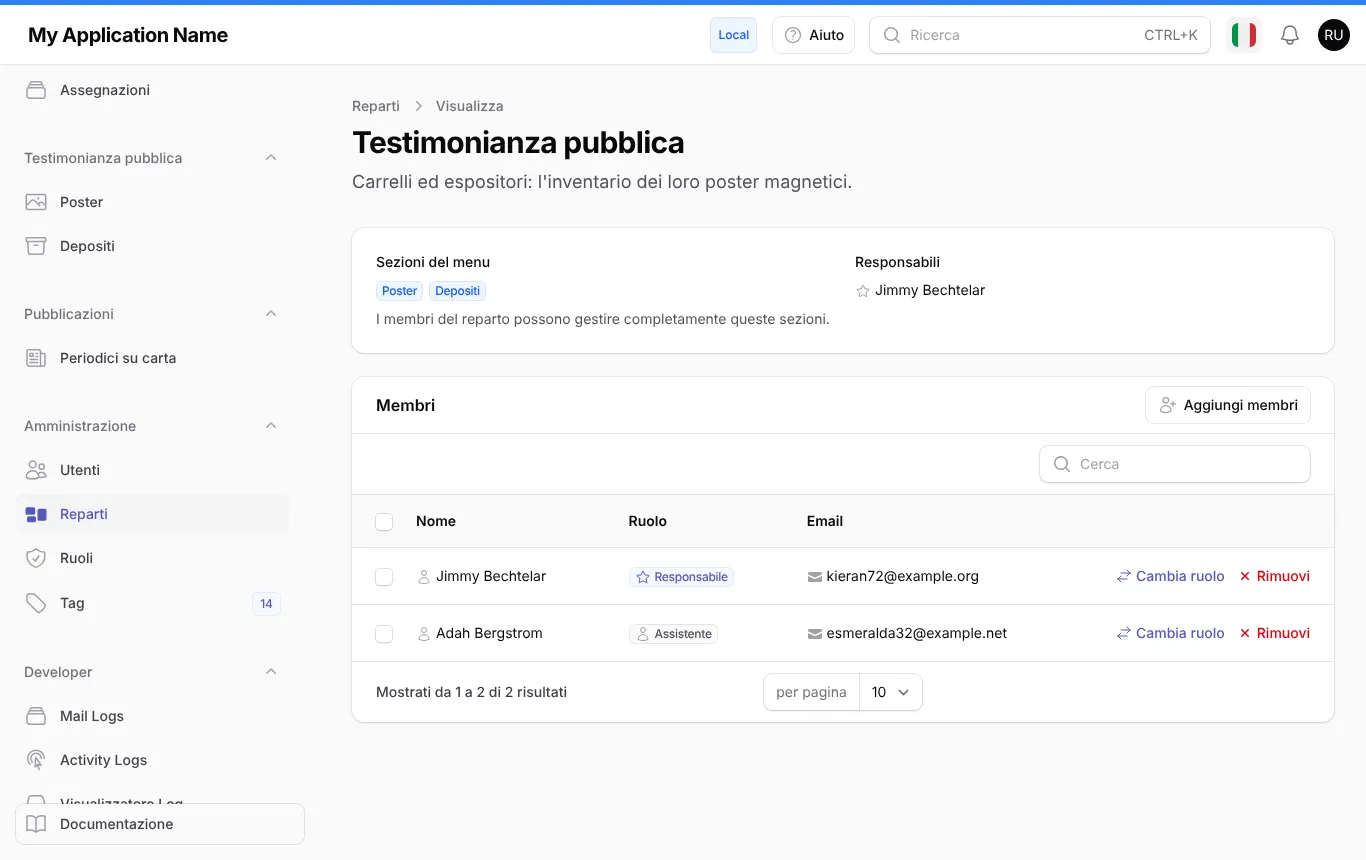 My Application Name
Local
Aiuto
Ricerca
CTRL+K
RU
Assegnazioni
Testimonianza pubblica
Poster
Depositi
Pubblicazioni
Periodici su carta
Amministrazione
Utenti
Reparti
Ruoli
Tag
14
Developer
Mail Logs
Activity Logs
Visualizzatore Log
Documentazione
Reparti
Visualizza
Testimonianza pubblica
Carrelli ed espositori: l'inventario dei loro poster magnetici.
Sezioni del menu
Poster Depositi
I membri del reparto possono gestire completamente queste sezioni.
Responsabili
Jimmy Bechtelar
Membri
Aggiungi membri
Cerca
Nome Ruolo Email
Jimmy Bechtelar Responsabile kieran72@example.org Cambia ruolo Rimuovi
Adah Bergstrom Assistente esmeralda32@example.net Cambia ruolo Rimuovi
Mostrati da 1 a 2 di 2 risultati
per pagina 10